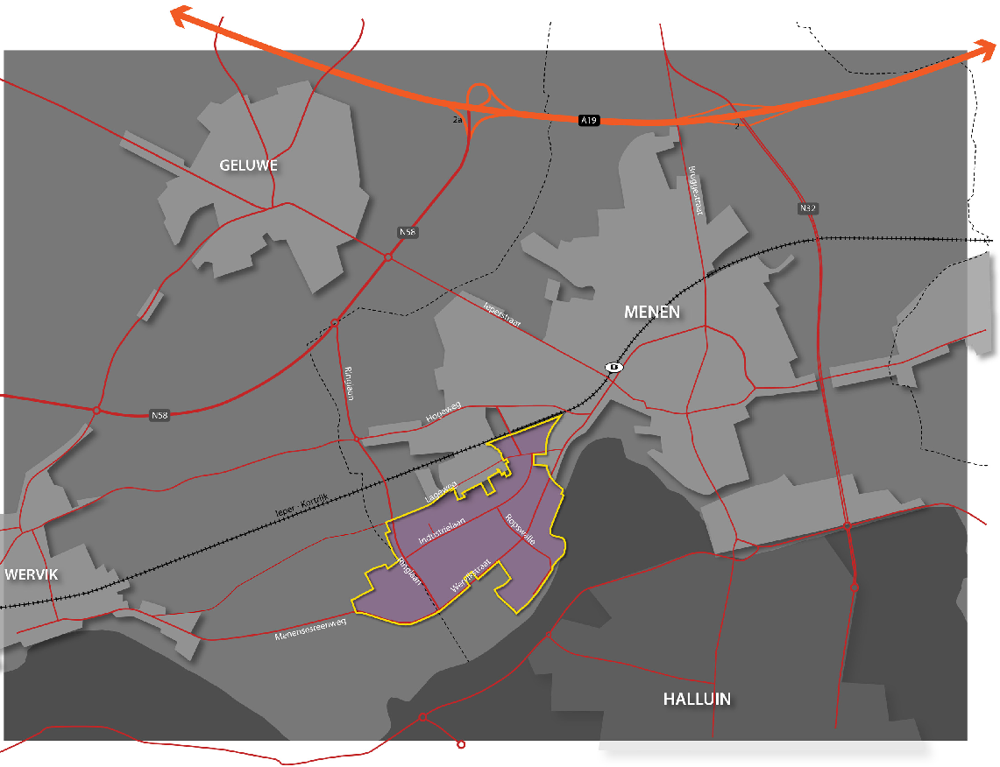 2a
A19
2
GELUWE
Bruggestraat
N32
N58
Ieperstraat
MENEN
B
Ringlaan
Hogeweg
N58
Lageweg
Ieper - Kortrijk
Industrielaan
Ropswalle
Ringlaan
Wervikstraat
WERVIK
Menensesteenweg
HALLUIN